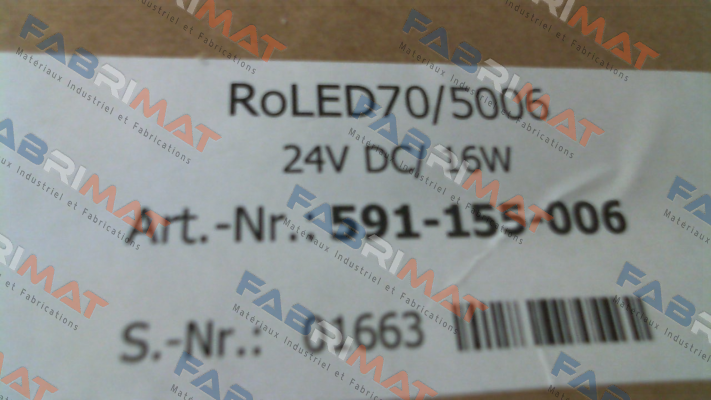 RoLED70/5006
24V DC/ 16W
Art.-Nr.: 591-155-006
S.-Nr.: 01663
FABRIMAT
Materiaux Industriel et Fabrications